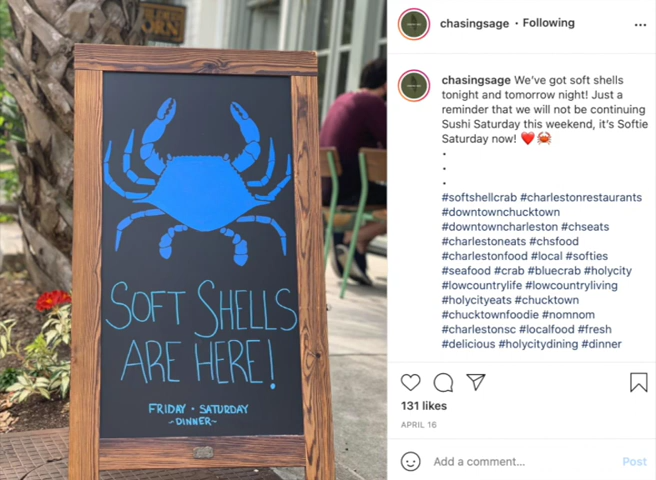 SOFT SHELLS
ARE HERE!
FRIDAY · SATURDAY
~DINNER~
chasingsage • Following
chasingsage We've got soft shells
tonight and tomorrow night! Just a
reminder that we will not be continuing
Sushi Saturday this weekend, it's Softie
Saturday now! ❤️🦀
.
.
.
#softshellcrab #charlestonrestaurants
#downtownchucktown
#downtowncharleston #chseats
#charlestoneats #chsfood
#charlestonfood #local #softies
#seafood #crab #bluecrab #holycity
#lowcountrylife #lowcountryliving
#holycityeats #chucktown
#chucktownfoodie #nomnom
#charlestonsc #localfood #fresh
#delicious #holycitydining #dinner
131 likes
APRIL 16
Add a comment...
Post